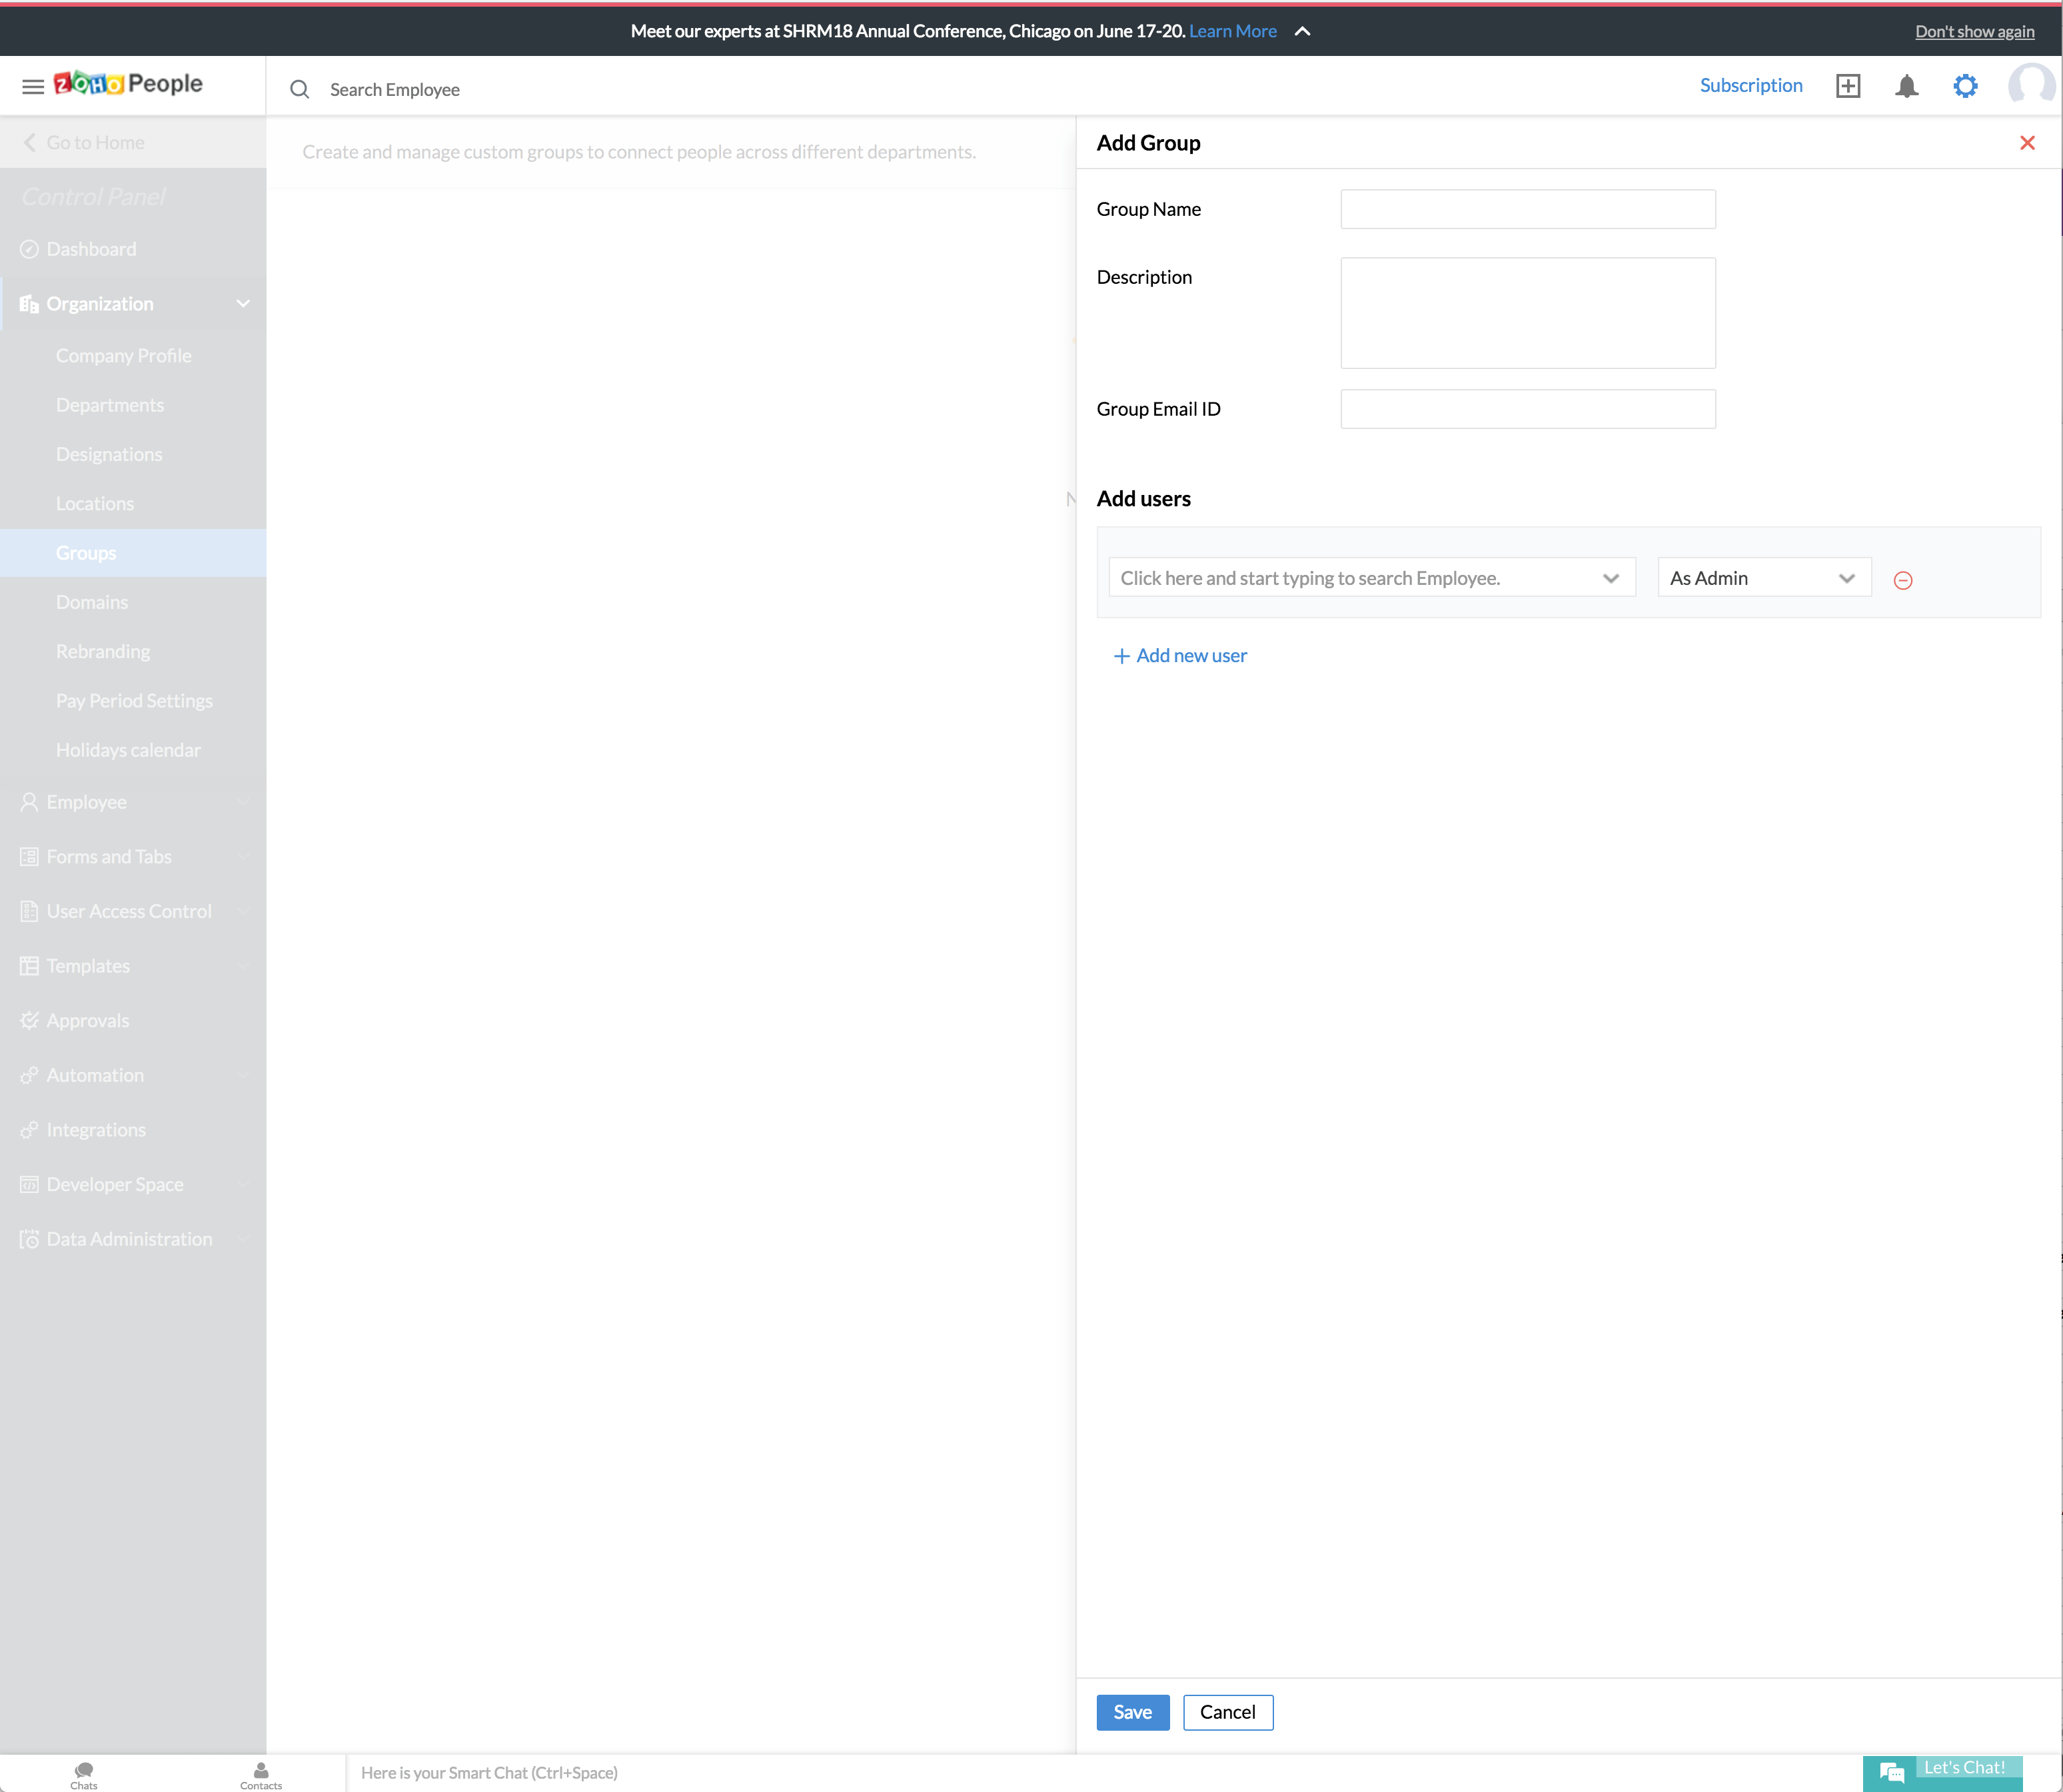 Meet our experts at SHRM18 Annual Conference, Chicago on June 17-20. Learn More
Don't show again
ZOHO People
Search Employee
Subscription
Go to Home
Control Panel
Dashboard
Organization
Company Profile
Departments
Designations
Locations
Groups
Domains
Rebranding
Pay Period Settings
Holidays calendar
Employee
Forms and Tabs
User Access Control
Templates
Approvals
Automation
Integrations
Developer Space
Data Administration
Create and manage custom groups to connect people across different departments.
Add Group
Group Name
Description
Group Email ID
Add users
Click here and start typing to search Employee.
As Admin
+ Add new user
Save
Cancel
Chats
Contacts
Here is your Smart Chat (Ctrl+Space)
Let's Chat!